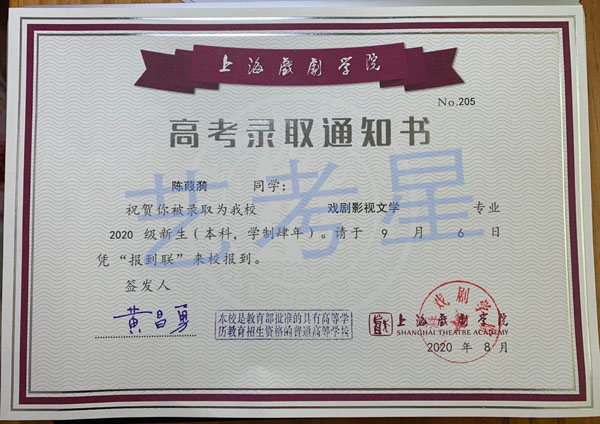 上海戏剧学院
No.205
高考录取通知书
陈葭漪 同学：
祝贺你被录取为我校 戏剧影视文学 专业
2020 级新生（本科，学制肆年）。请于 9 月 6 日
凭“报到联”来校报到。
签发人
黄昌勇
本校是教育部批准的具有高等学
历教育招生资格的普通高等学校
上海戏剧学院
SHANGHAI THEATRE ACADEMY
2020 年 8 月
艺考星